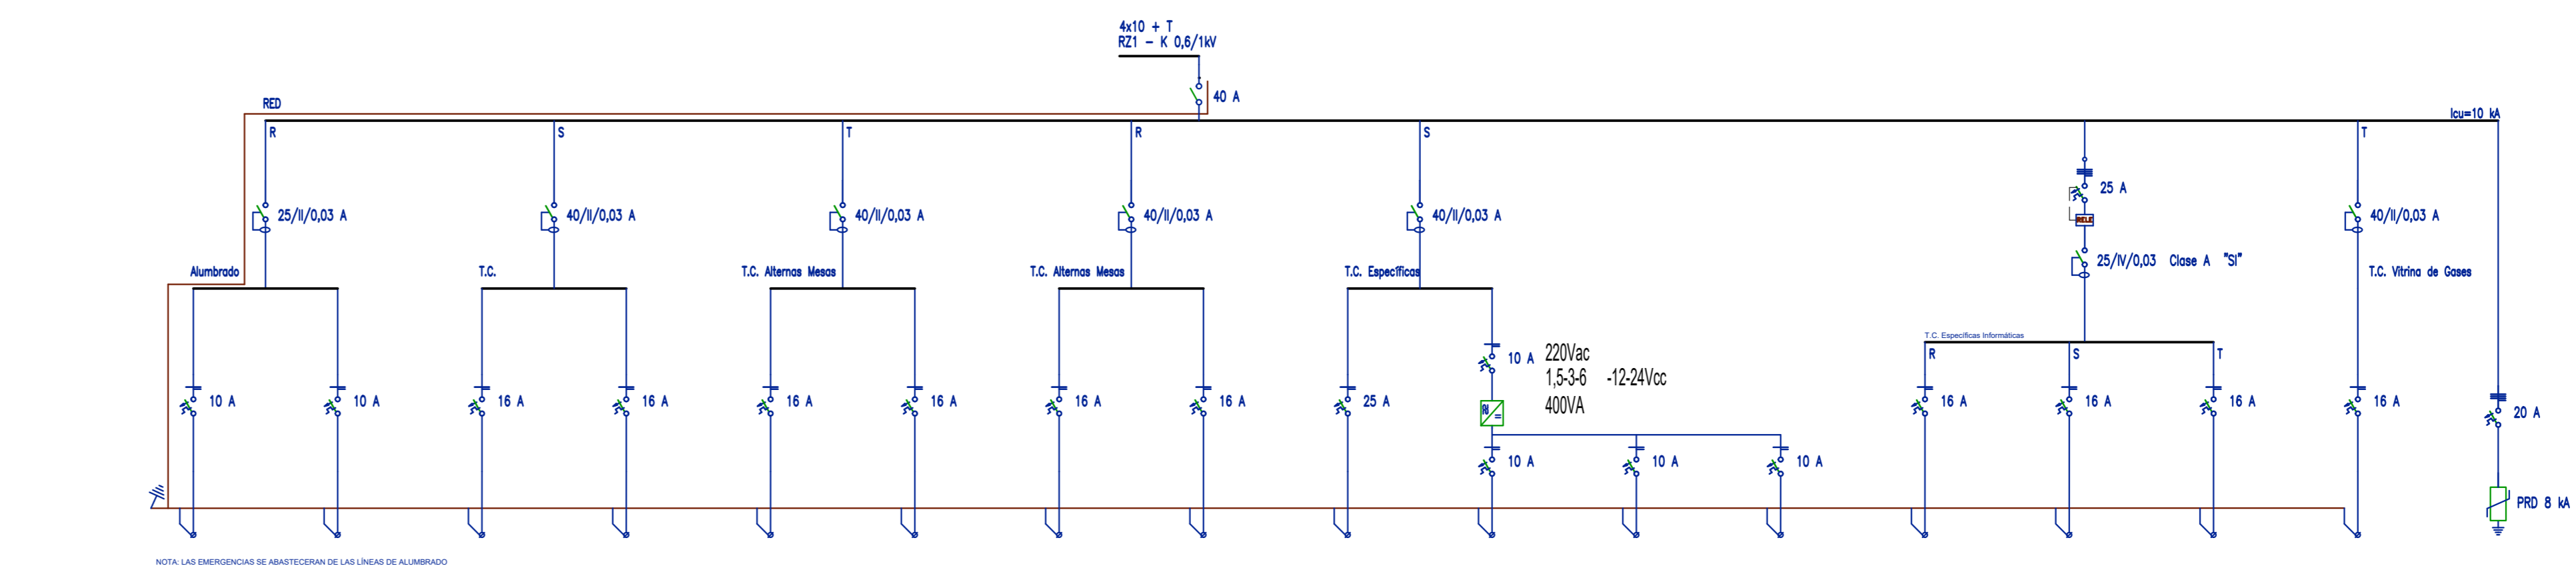 4x10 + T
RZ1 - K 0,6/1kV
40 A
RED
Icu=10 kA
R
S
T
R
S
T
25 A
RELE
25/II/0,03 A
40/II/0,03 A
40/II/0,03 A
40/II/0,03 A
40/II/0,03 A
40/II/0,03 A
25/IV/0,03 Clase A "SI"
Alumbrado
T.C.
T.C. Alternas Mesas
T.C. Alternas Mesas
T.C. Específicas
T.C. Vitrina de Gases
T.C. Específicas Informáticas
R
S
T
10 A
220Vac
1,5-3-6 -12-24Vcc
400VA
10 A
10 A
16 A
16 A
16 A
16 A
16 A
16 A
25 A
16 A
16 A
16 A
16 A
20 A
10 A
10 A
10 A
PRD 8 kA
NOTA: LAS EMERGENCIAS SE ABASTECERAN DE LAS LÍNEAS DE ALUMBRADO